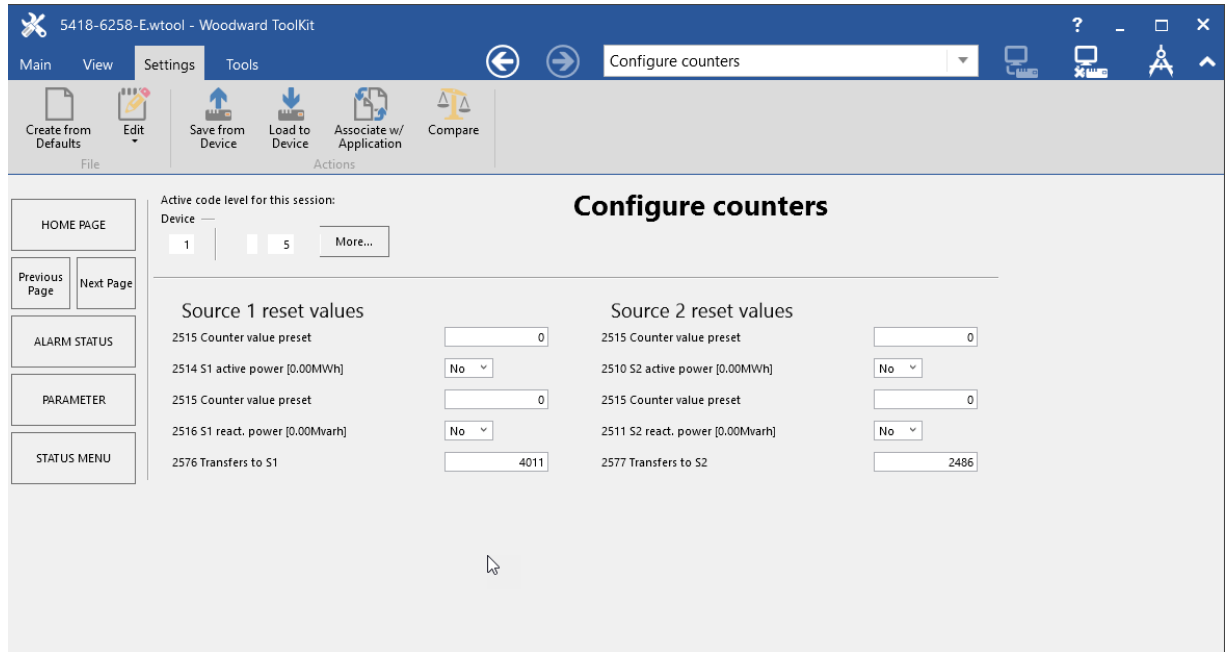 5418-6258-E.wtool - Woodward ToolKit
?
Main View Settings Tools
Configure counters
Create from Defaults
Edit
Save from Device
Load to Device
Associate w/ Application
Compare
File
Actions
HOME PAGE
Previous Page
Next Page
ALARM STATUS
PARAMETER
STATUS MENU
Active code level for this session:
Device
1 5 More...
Configure counters
Source 1 reset values
2515 Counter value preset 0
2514 S1 active power [0.00MWh] No
2515 Counter value preset 0
2516 S1 react. power [0.00Mvarh] No
2576 Transfers to S1 4011
Source 2 reset values
2515 Counter value preset 0
2510 S2 active power [0.00MWh] No
2515 Counter value preset 0
2511 S2 react. power [0.00Mvarh] No
2577 Transfers to S2 2486